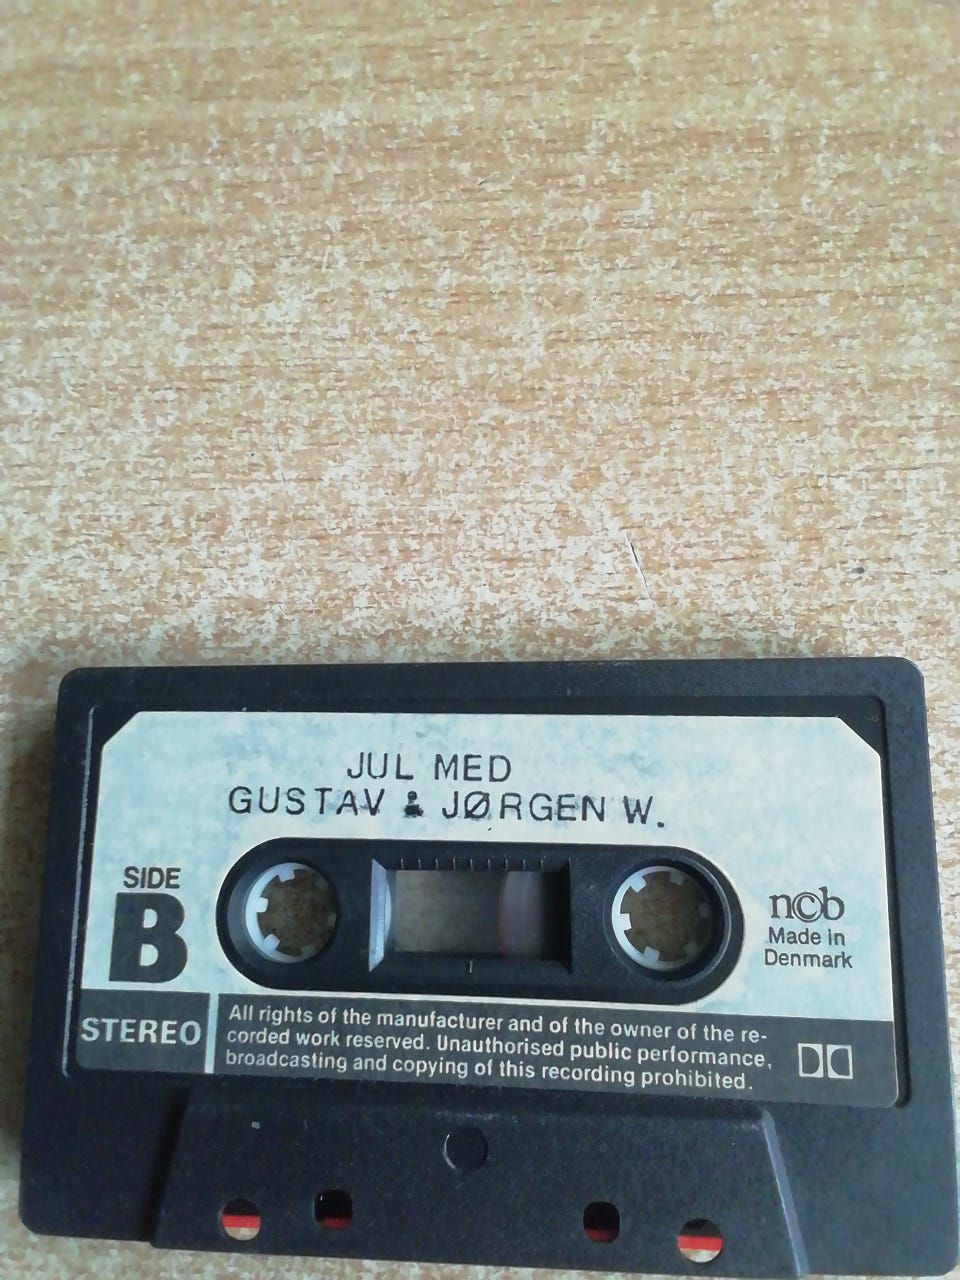 JUL MED
GUSTAV & JØRGEN W.
SIDE
B
ncb
Made in
Denmark
STEREO
All rights of the manufacturer and of the owner of the re-
corded work reserved. Unauthorised public performance,
broadcasting and copying of this recording prohibited.